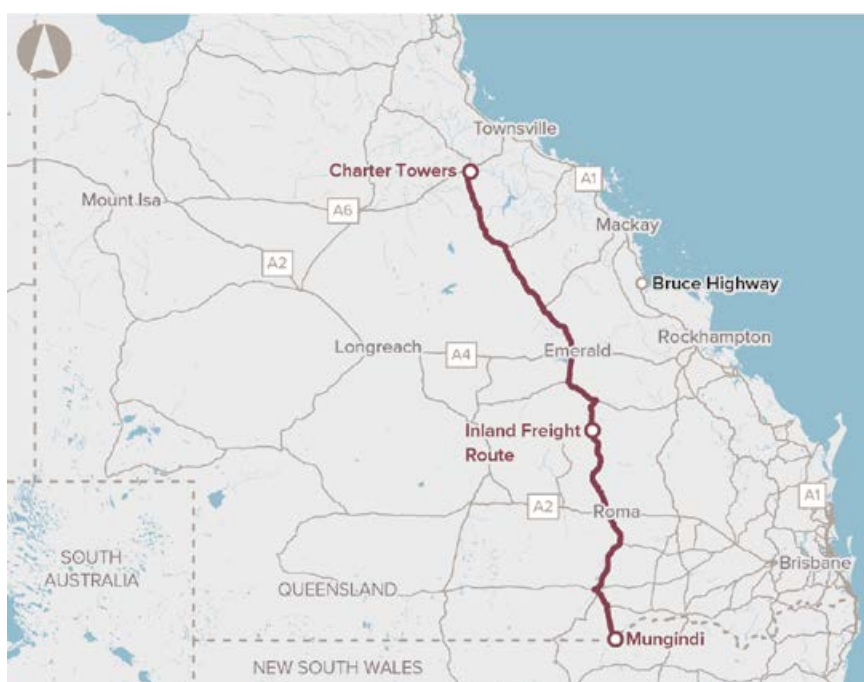 Townsville
Charter Towers
A1
Mount Isa
A6
Mackay
A2
Bruce Highway
Rockhampton
Longreach
A4
Emerald
Inland Freight
Route
A2
Roma
A1
SOUTH
AUSTRALIA
Brisbane
QUEENSLAND
Mungindi
NEW SOUTH WALES